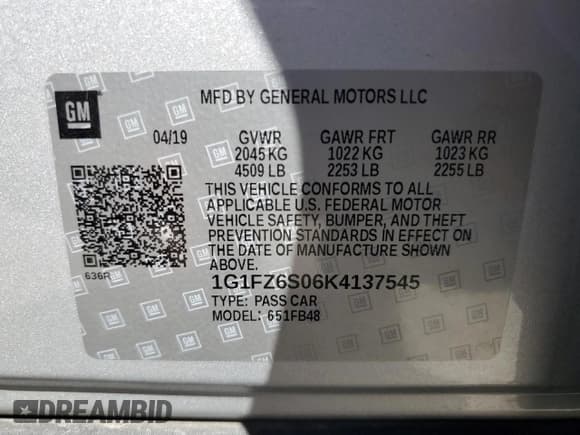 GM
MFD BY GENERAL MOTORS LLC
04/19 GVWR GAWR FRT GAWR RR
2045 KG 1022 KG 1023 KG
4509 LB 2253 LB 2255 LB
THIS VEHICLE CONFORMS TO ALL
APPLICABLE U.S. FEDERAL MOTOR
VEHICLE SAFETY, BUMPER, AND THEFT
PREVENTION STANDARDS IN EFFECT ON
THE DATE OF MANUFACTURE SHOWN
ABOVE.
636R
1G1FZ6S06K4137545
TYPE: PASS CAR
MODEL: 651FB48
DREAMBID